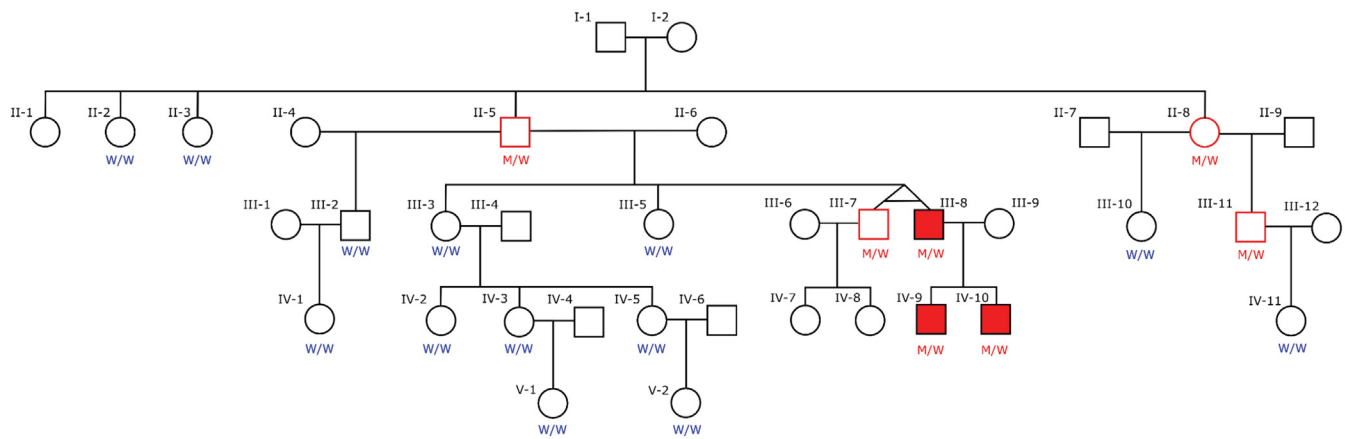 I-1 I-2
II-1 II-2 II-3 II-4 II-5 II-6 II-7 II-8 II-9
W/W W/W M/W M/W
III-1 III-2 III-3 III-4 III-5 III-6 III-7 III-8 III-9 III-10 III-11 III-12
W/W W/W W/W M/W M/W W/W M/W
IV-1 IV-2 IV-3 IV-4 IV-5 IV-6 IV-7 IV-8 IV-9 IV-10 IV-11
W/W W/W W/W W/W M/W M/W W/W
V-1 V-2
W/W W/W